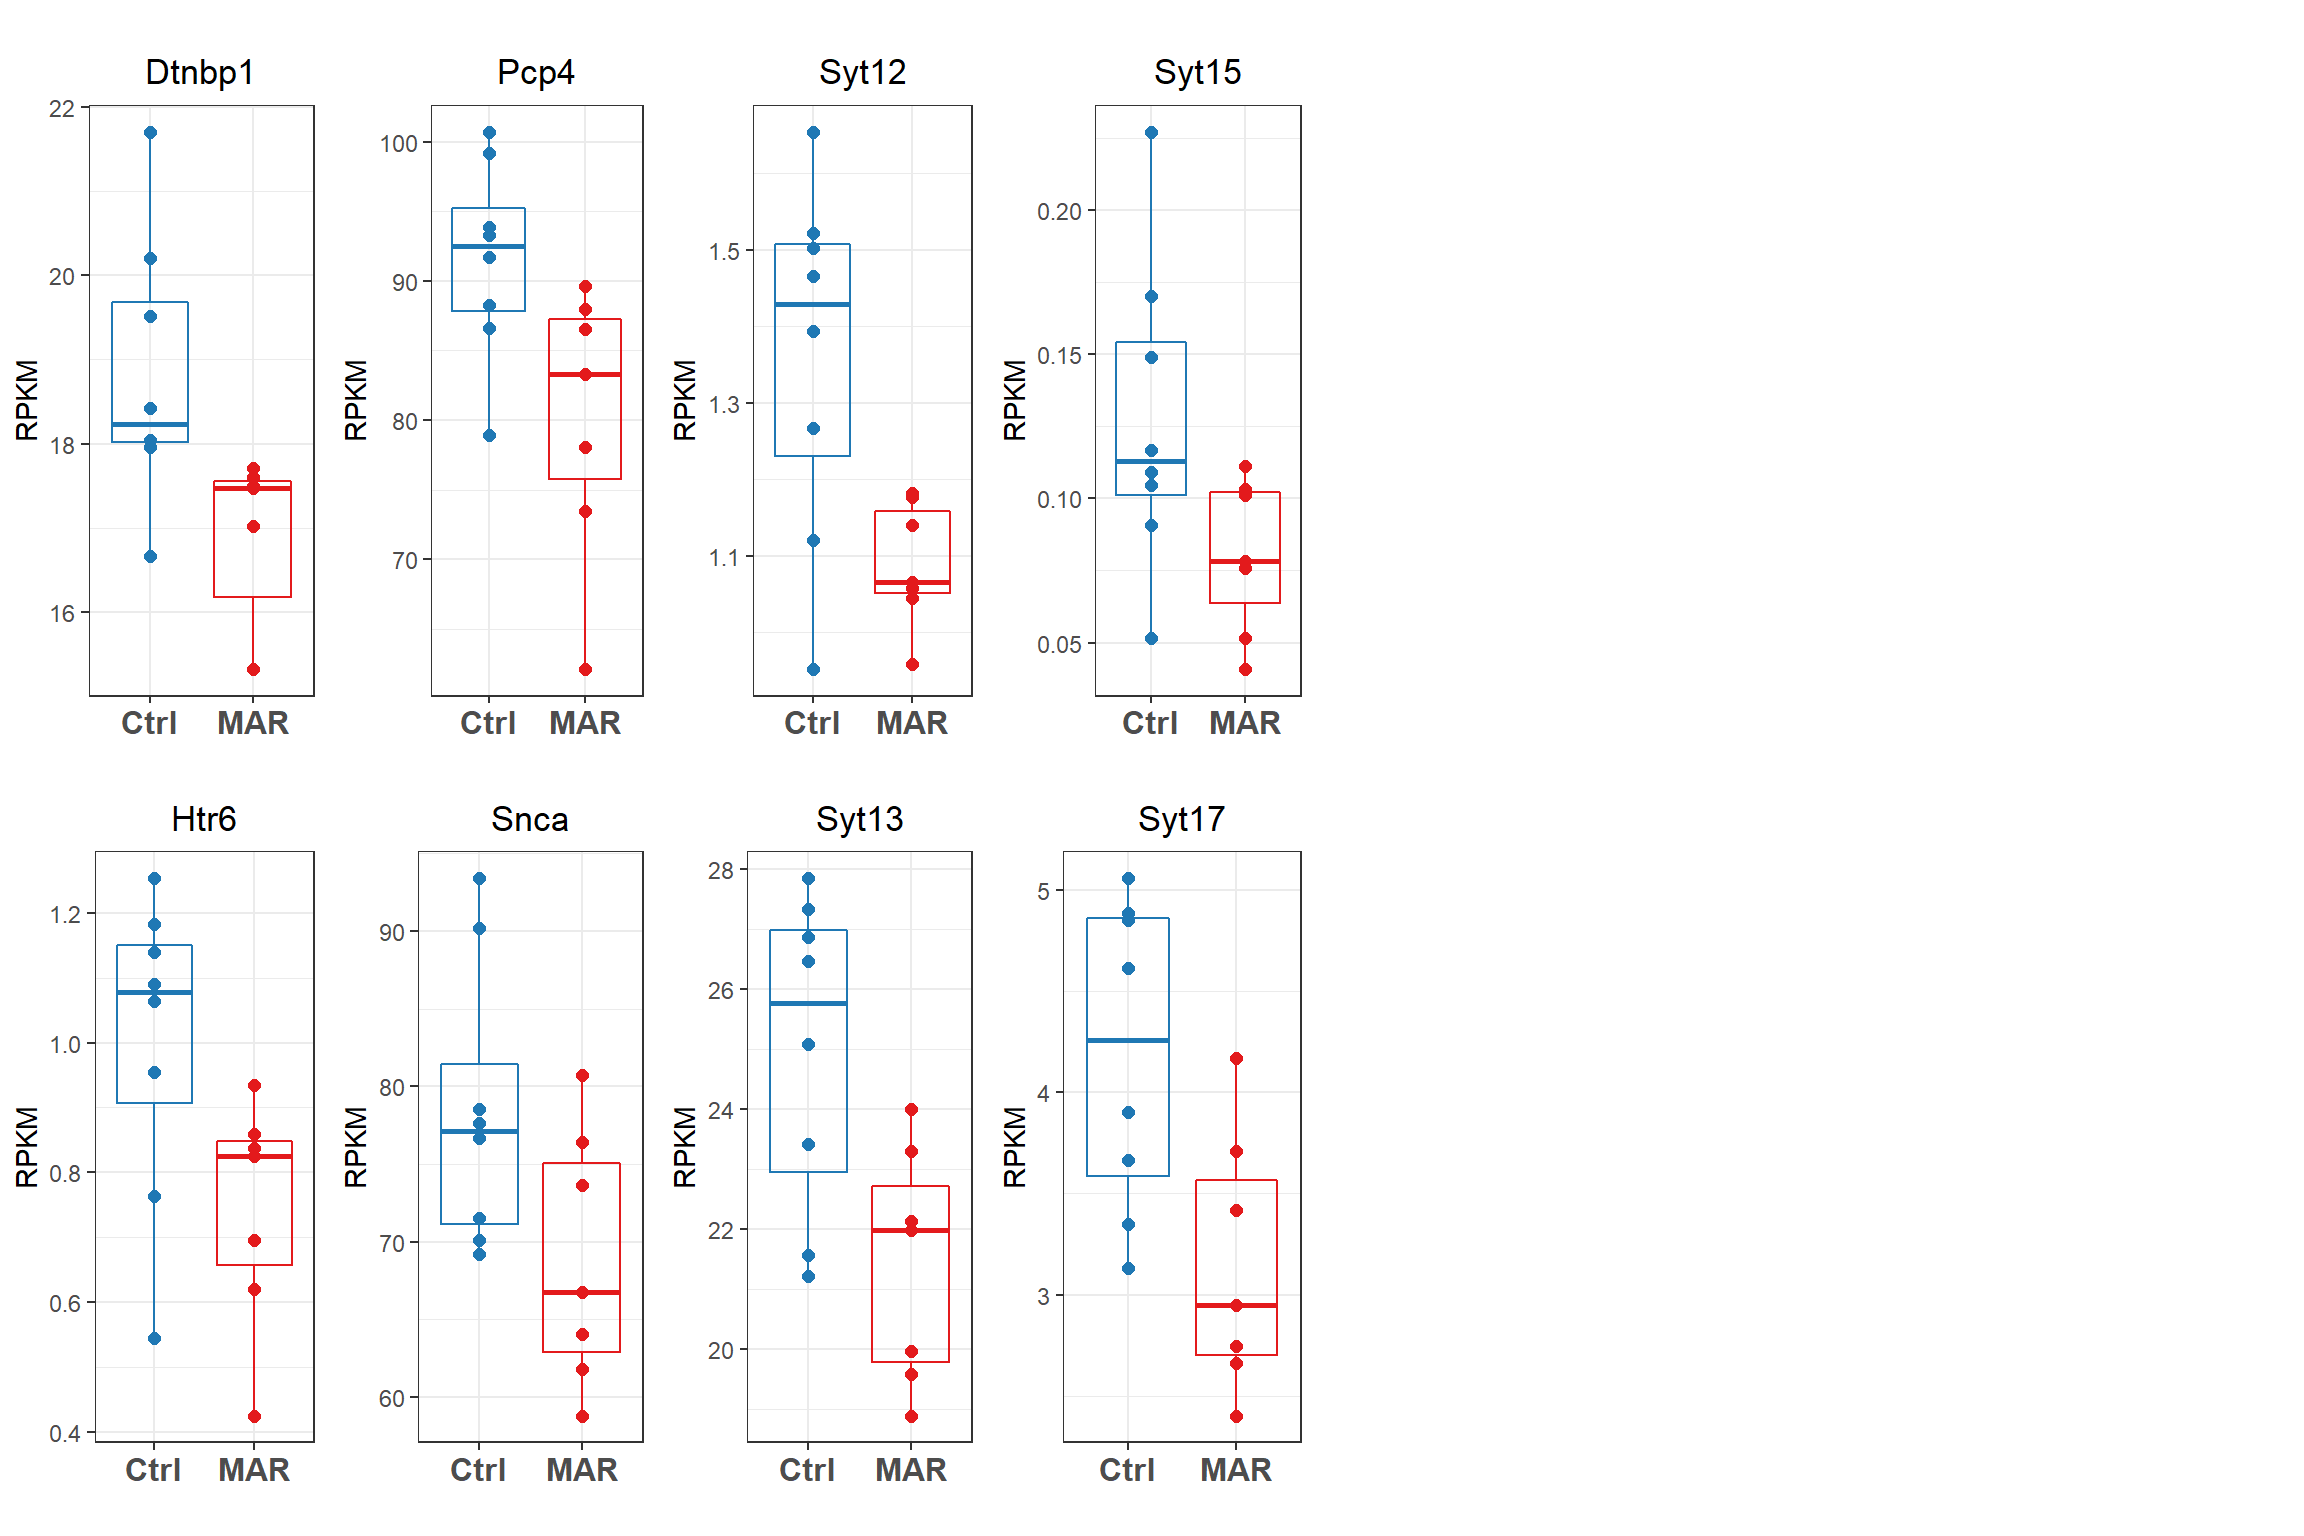 Dtnbp1
22
20
18
16
RPKM
Ctrl MAR
Pcp4
100
90
80
70
RPKM
Ctrl MAR
Syt12
1.5
1.3
1.1
RPKM
Ctrl MAR
Syt15
0.20
0.15
0.10
0.05
RPKM
Ctrl MAR
Htr6
1.2
1.0
0.8
0.6
0.4
RPKM
Ctrl MAR
Snca
90
80
70
60
RPKM
Ctrl MAR
Syt13
28
26
24
22
20
RPKM
Ctrl MAR
Syt17
5
4
3
RPKM
Ctrl MAR